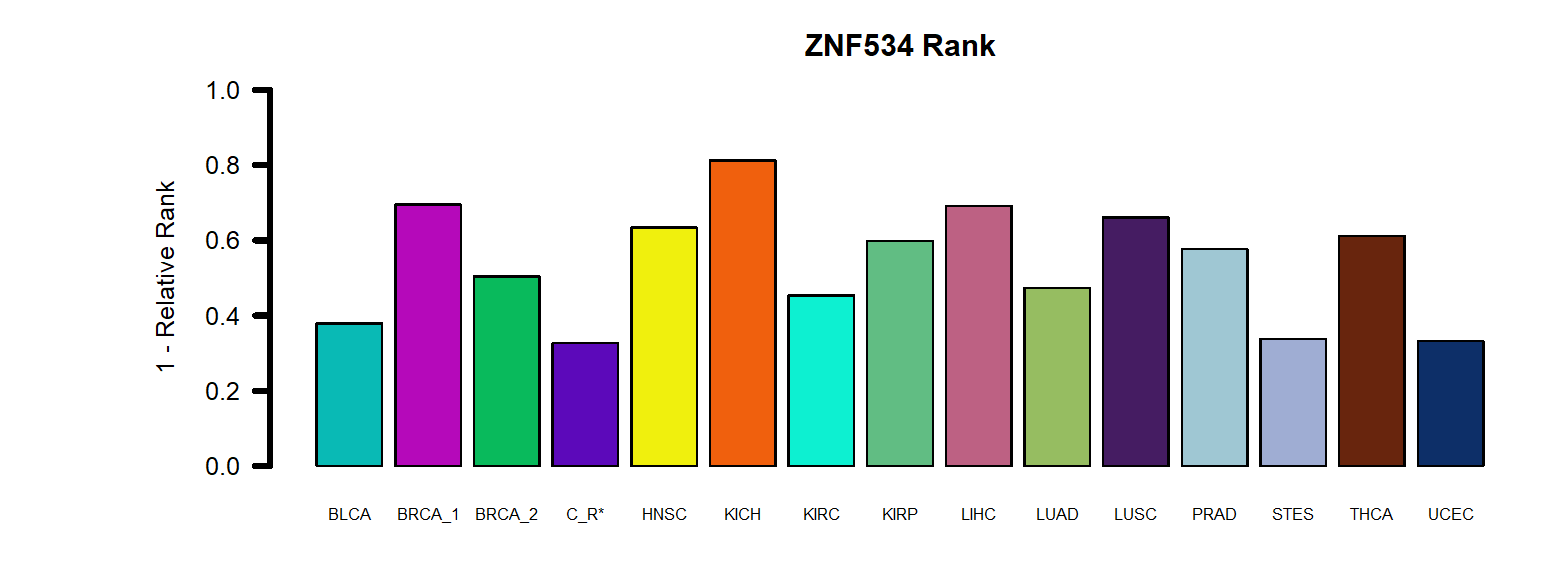 ZNF534 Rank
1 - Relative Rank
1.0
0.8
0.6
0.4
0.2
0.0
BLCA BRCA_1 BRCA_2 C_R* HNSC KICH KIRC KIRP LIHC LUAD LUSC PRAD STES THCA UCEC